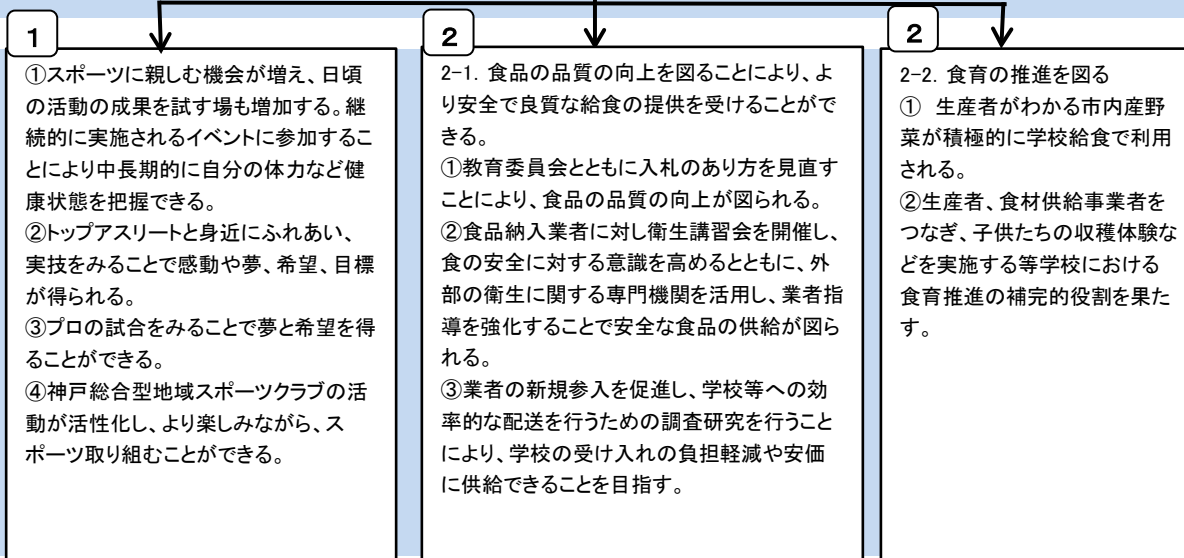 1
①スポーツに親しむ機会が増え、日頃
の活動の成果を試す場も増加する。継
続的に実施されるイベントに参加するこ
とにより中長期的に自分の体力など健
康状態を把握できる。
②トップアスリートと身近にふれあい、
実技をみることで感動や夢、希望、目標
が得られる。
③プロの試合をみることで夢と希望を得
ることができる。
④神戸総合型地域スポーツクラブの活
動が活性化し、より楽しみながら、ス
ポーツ取り組むことができる。
2
2-1. 食品の品質の向上を図ることにより、よ
り安全で良質な給食の提供を受けることがで
きる。
①教育委員会とともに入札のあり方を見直す
ことにより、食品の品質の向上が図られる。
②食品納入業者に対し衛生講習会を開催し、
食の安全に対する意識を高めるとともに、外
部の衛生に関する専門機関を活用し、業者指
導を強化することで安全な食品の供給が図ら
れる。
③業者の新規参入を促進し、学校等への効
率的な配送を行うための調査研究を行うこと
により、学校の受け入れの負担軽減や安価
に供給できることを目指す。
2
2-2. 食育の推進を図る
① 生産者がわかる市内産野
菜が積極的に学校給食で利用
される。
②生産者、食材供給事業者を
つなぎ、子供たちの収穫体験な
どを実施する等学校における
食育推進の補完的役割を果た
す。